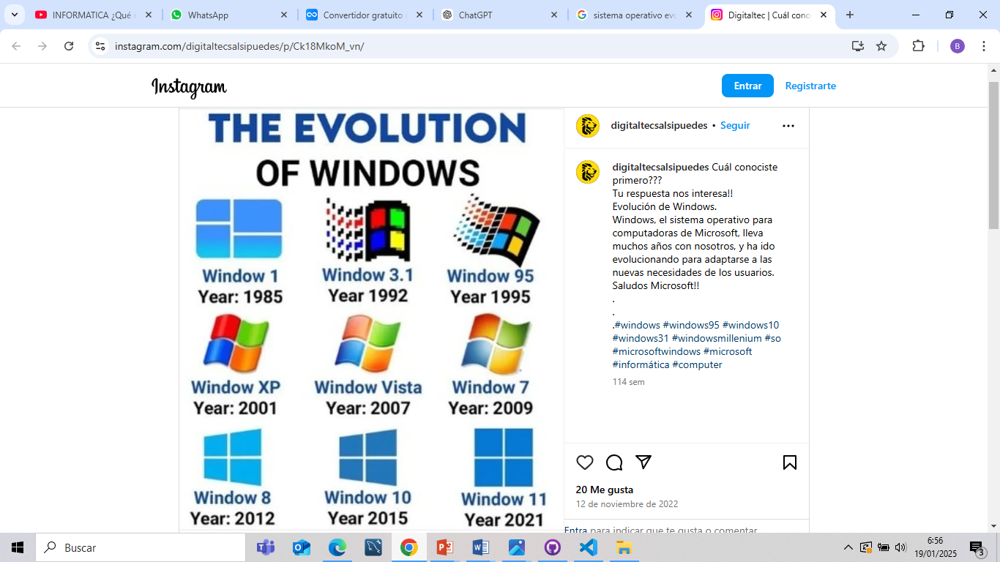 INFORMATICA ¿Qué
WhatsApp
Convertidor gratuito
ChatGPT
sistema operativo evo
Digitaltec | Cuál cono
instagram.com/digitaltecsalsipuedes/p/Ck18MkoM_vn/
B
Instagram
Entrar
Registrarte
THE EVOLUTION
OF WINDOWS
Window 1
Year: 1985
Window 3.1
Year 1992
Window 95
Year 1995
Window XP
Year: 2001
Window Vista
Year: 2007
Window 7
Year: 2009
Window 8
Year: 2012
Window 10
Year 2015
Window 11
Year 2021
digitaltecsalsipuedes • Seguir
digitaltecsalsipuedes Cuál conociste
primero???
Tu respuesta nos interesa!!
Evolución de Windows.
Windows, el sistema operativo para
computadoras de Microsoft, lleva
muchos años con nosotros, y ha ido
evolucionando para adaptarse a las
nuevas necesidades de los usuarios.
Saludos Microsoft!!
.
.
.#windows #windows95 #windows10
#windows31 #windowsmillenium #so
#microsoftwindows #microsoft
#informática #computer
114 sem
20 Me gusta
12 de noviembre de 2022
Entra para indicar que te gusta o comentar
Buscar
6:56
19/01/2025
3